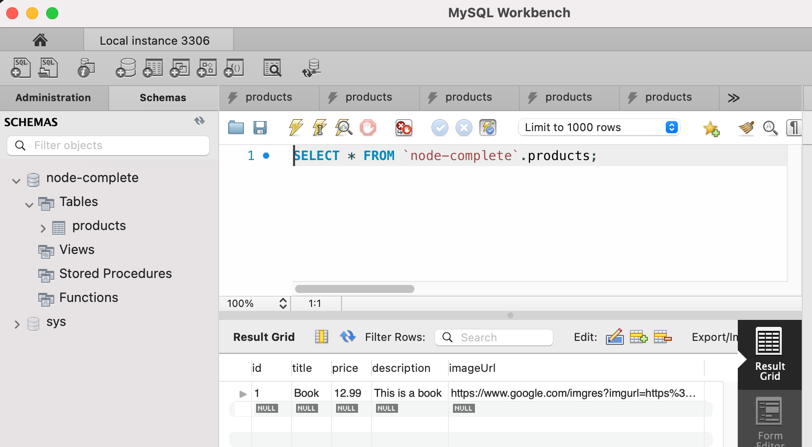 MySQL Workbench
Local instance 3306
SQL SQL
Administration Schemas products products products products products
SCHEMAS
Limit to 1000 rows
Filter objects
1 SELECT * FROM `node-complete`.products;
node-complete
Tables
products
Views
Stored Procedures
Functions
sys
100% 1:1
Result Grid Filter Rows: Search Edit: Export/Im
Result Grid
id title price description imageUrl
1 Book 12.99 This is a book https://www.google.com/imgres?imgurl=https%3...
NULL NULL NULL NULL NULL
Form
Editor